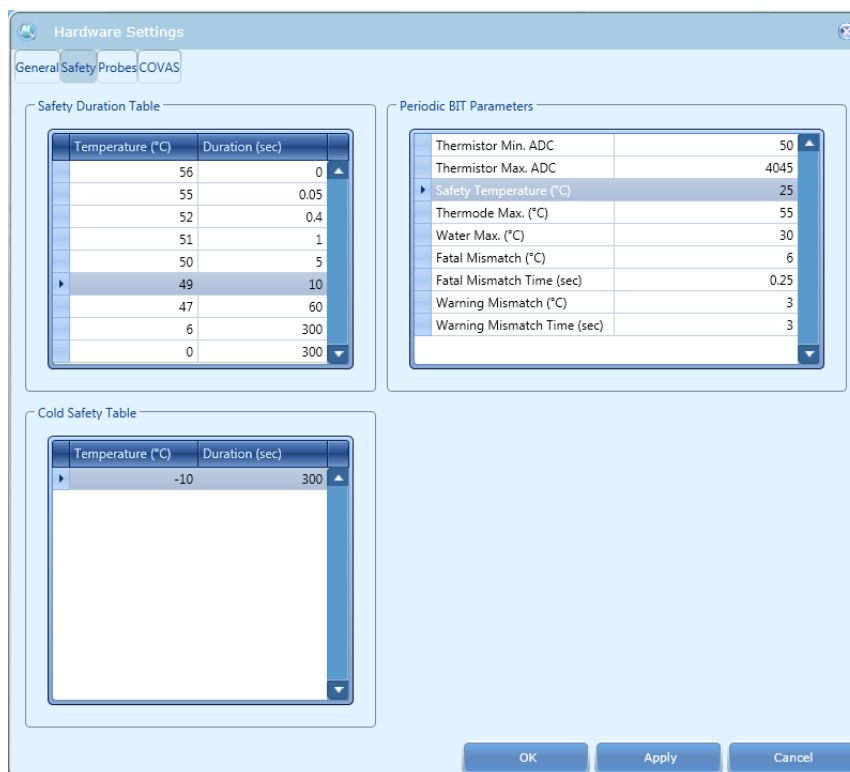 Hardware Settings
General Safety Probes COVAS
Safety Duration Table
Temperature (°C) Duration (sec)
56 0
55 0.05
52 0.4
51 1
50 5
49 10
47 60
6 300
0 300
Periodic BIT Parameters
Thermistor Min. ADC 50
Thermistor Max. ADC 4045
Safety Temperature (°C) 25
Thermode Max. (°C) 55
Water Max. (°C) 30
Fatal Mismatch (°C) 6
Fatal Mismatch Time (sec) 0.25
Warning Mismatch (°C) 3
Warning Mismatch Time (sec) 3
Cold Safety Table
Temperature (°C) Duration (sec)
-10 300
OK Apply Cancel